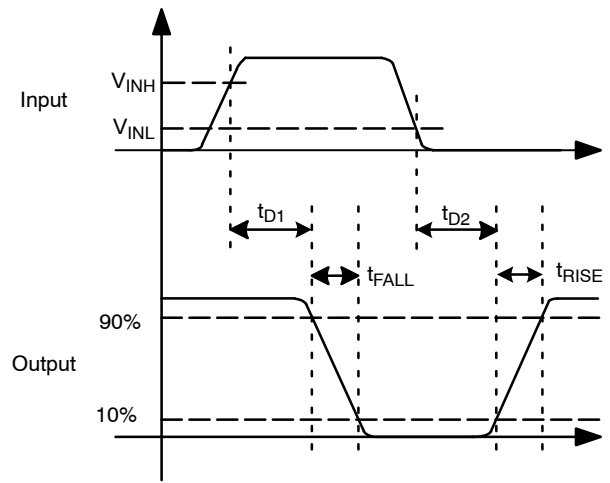 V_INH
Input
V_INL
t_D1
t_D2
t_FALL
t_RISE
90%
Output
10%